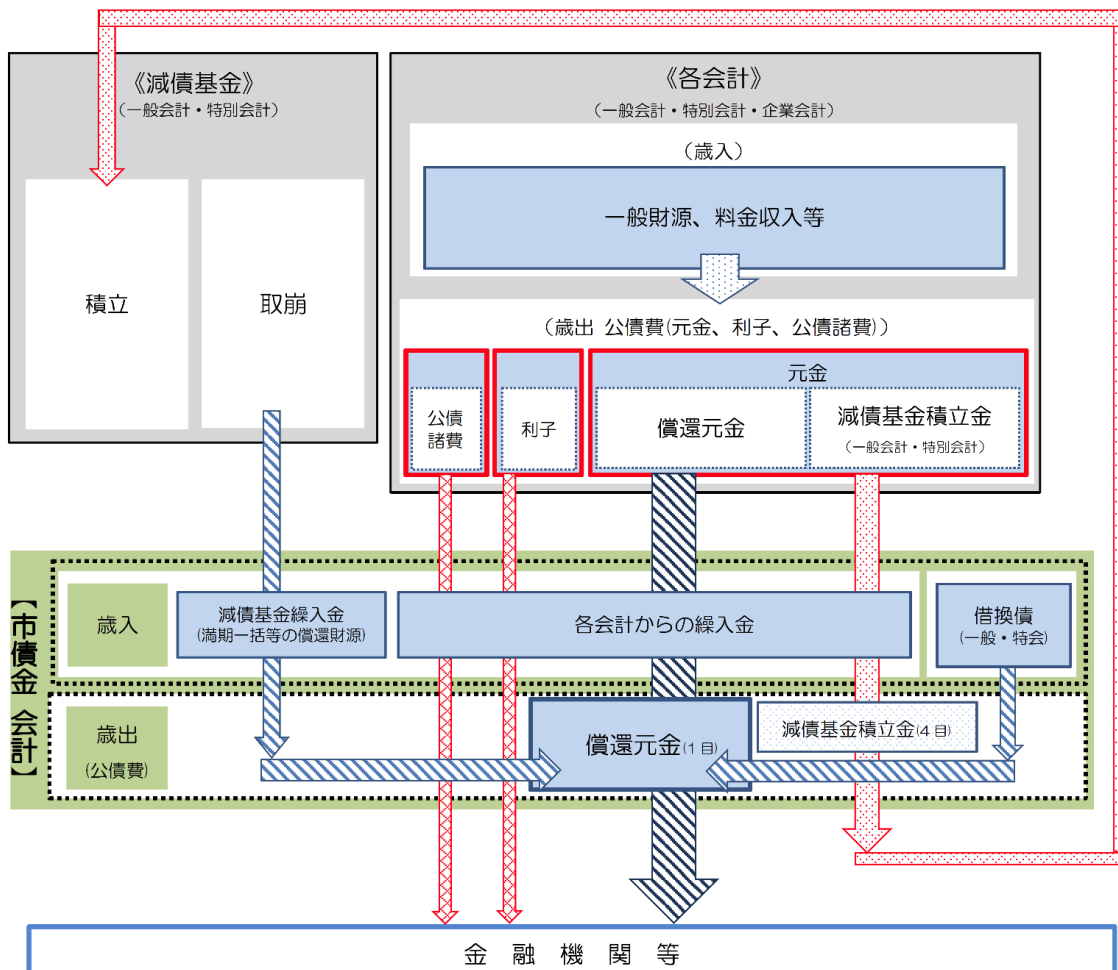 《減債基金》
（一般会計・特別会計）
積立
取崩
《各会計》
（一般会計・特別会計・企業会計）
（歳入）
一般財源、料金収入等
（歳出 公債費(元金、利子、公債諸費)）
公債
諸費
利子
元金
償還元金
減債基金積立金
（一般会計・特別会計）
【市債金 会計】
歳入
減債基金繰入金
(満期一括等の償還財源)
各会計からの繰入金
借換債
(一般・特会)
歳出
(公債費)
償還元金(1目)
減債基金積立金(4目)
金融機関等